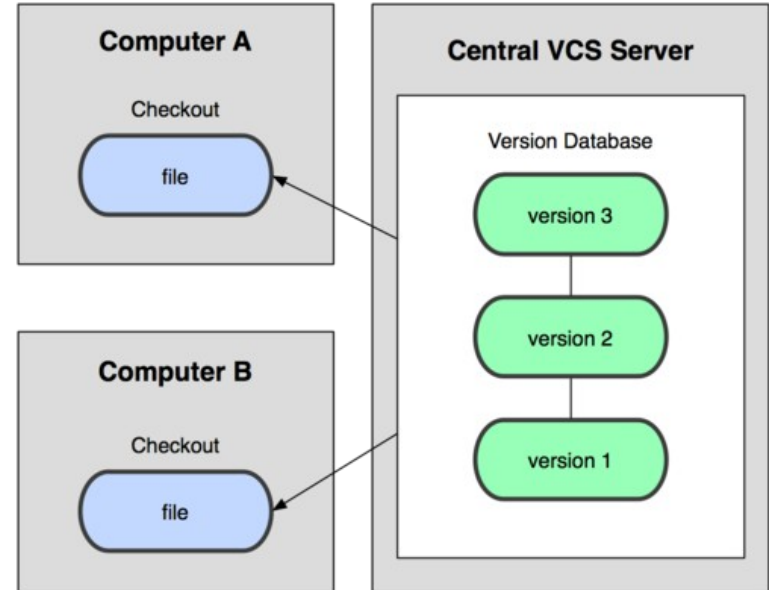 Computer A
Checkout
file
Computer B
Checkout
file
Central VCS Server
Version Database
version 3
version 2
version 1